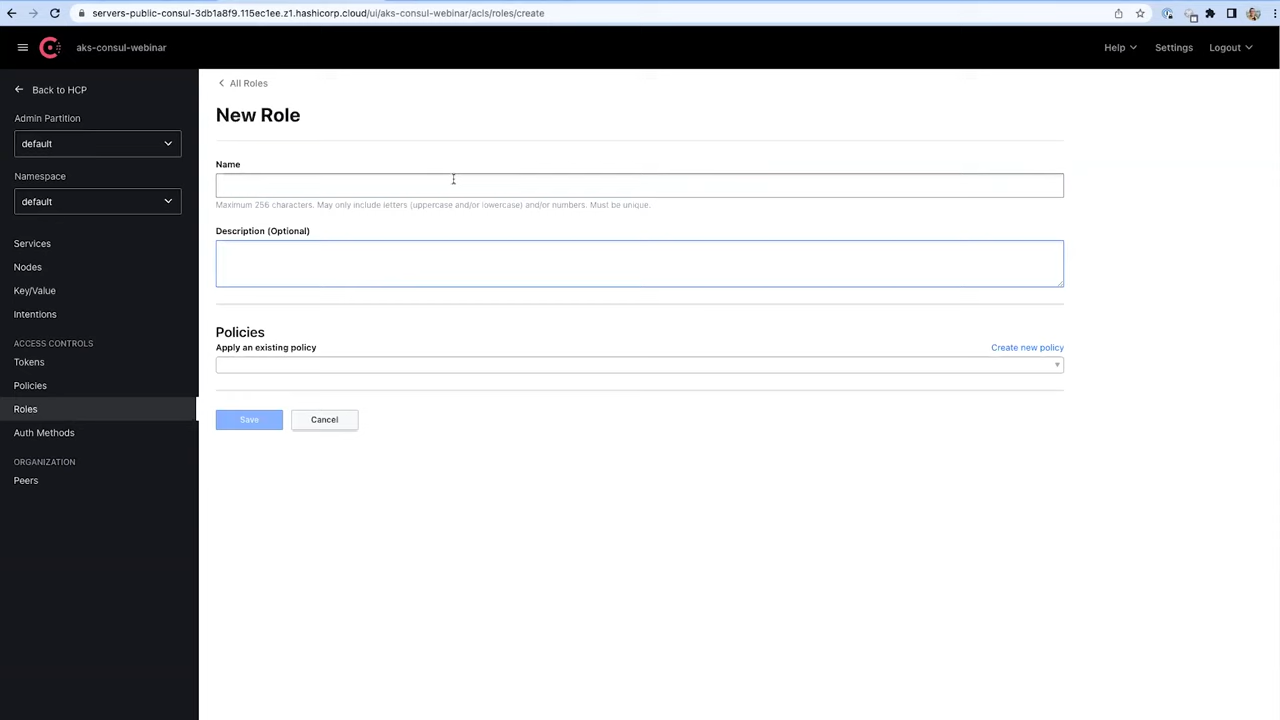 servers-public-consul-3db1a8f9.115ec1ee.z1.hashicorp.cloud/ui/aks-consul-webinar/acls/roles/create
aks-consul-webinar
Help
Settings
Logout
Back to HCP
Admin Partition
default
Namespace
default
Services
Nodes
Key/Value
Intentions
ACCESS CONTROLS
Tokens
Policies
Roles
Auth Methods
ORGANIZATION
Peers
All Roles
New Role
Name
Maximum 256 characters. May only include letters (uppercase and/or lowercase) and/or numbers. Must be unique.
Description (Optional)
Policies
Apply an existing policy
Create new policy
Save
Cancel